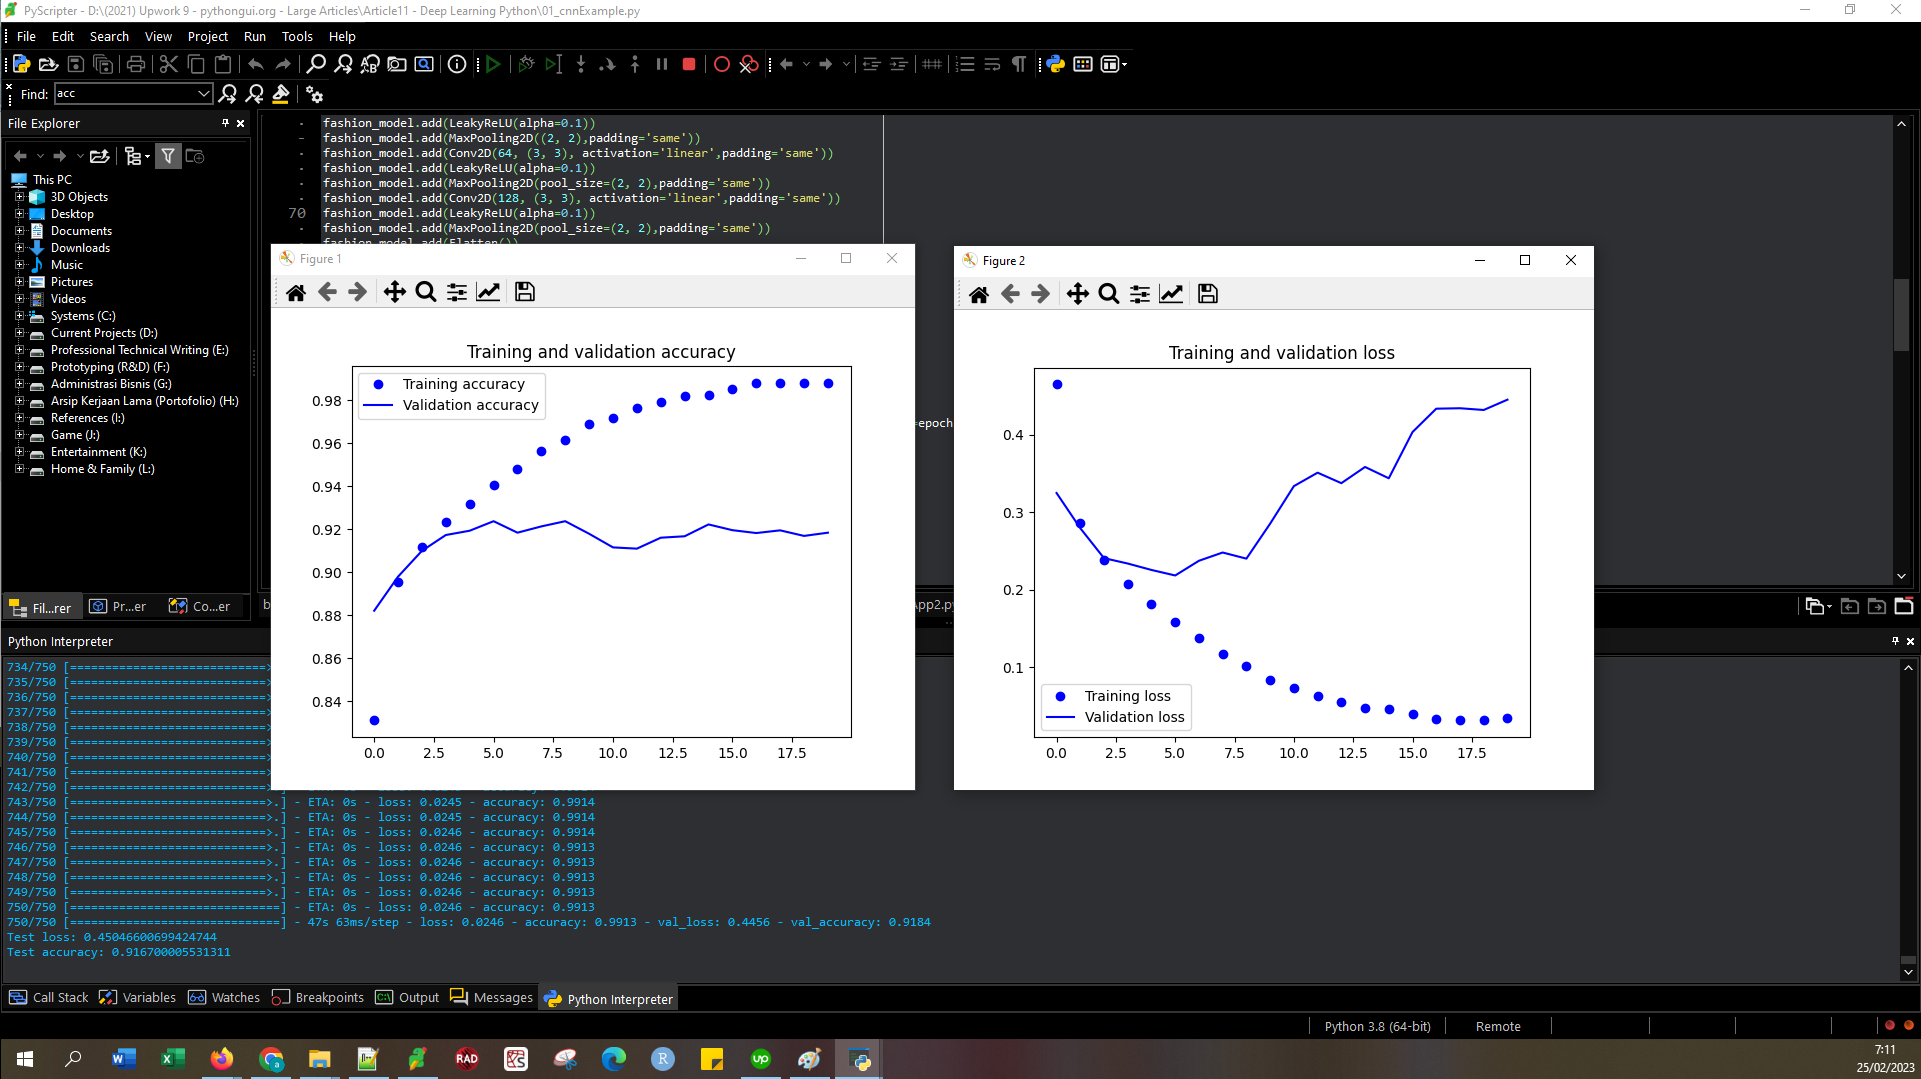 PyScripter - D:\(2021) Upwork 9 - pythongui.org - Large Articles\Article11 - Deep Learning Python\01_cnnExample.py
File Edit Search View Project Run Tools Help
Find: acc
File Explorer
This PC
3D Objects
Desktop
Documents
Downloads
Music
Pictures
Videos
Systems (C:)
Current Projects (D:)
Professional Technical Writing (E:)
Prototyping (R&D) (F:)
Administrasi Bisnis (G:)
Arsip Kerjaan Lama (Portofolio) (H:)
References (I:)
Game (J:)
Entertainment (K:)
Home & Family (L:)
Fil...rer Pr...er Co...er
fashion_model.add(LeakyReLU(alpha=0.1))
fashion_model.add(MaxPooling2D((2, 2),padding='same'))
fashion_model.add(Conv2D(64, (3, 3), activation='linear',padding='same'))
fashion_model.add(LeakyReLU(alpha=0.1))
fashion_model.add(MaxPooling2D(pool_size=(2, 2),padding='same'))
fashion_model.add(Conv2D(128, (3, 3), activation='linear',padding='same'))
70 fashion_model.add(LeakyReLU(alpha=0.1))
fashion_model.add(MaxPooling2D(pool_size=(2, 2),padding='same'))
fashion_model.add(Flatten())
=epoch
App2.py
Figure 1
Training and validation accuracy
Training accuracy
Validation accuracy
0.98
0.96
0.94
0.92
0.90
0.88
0.86
0.84
0.0 2.5 5.0 7.5 10.0 12.5 15.0 17.5
Figure 2
Training and validation loss
0.4
0.3
0.2
0.1
Training loss
Validation loss
0.0 2.5 5.0 7.5 10.0 12.5 15.0 17.5
Python Interpreter
734/750 [============================>
735/750 [============================>
736/750 [============================>
737/750 [============================>
738/750 [============================>
739/750 [============================>
740/750 [============================>
741/750 [============================>
742/750 [============================>
743/750 [============================>.] - ETA: 0s - loss: 0.0245 - accuracy: 0.9914
744/750 [============================>.] - ETA: 0s - loss: 0.0245 - accuracy: 0.9914
745/750 [============================>.] - ETA: 0s - loss: 0.0246 - accuracy: 0.9914
746/750 [============================>.] - ETA: 0s - loss: 0.0246 - accuracy: 0.9913
747/750 [============================>.] - ETA: 0s - loss: 0.0246 - accuracy: 0.9913
748/750 [============================>.] - ETA: 0s - loss: 0.0246 - accuracy: 0.9913
749/750 [============================>.] - ETA: 0s - loss: 0.0246 - accuracy: 0.9913
750/750 [==============================] - ETA: 0s - loss: 0.0246 - accuracy: 0.9913
750/750 [==============================] - 47s 63ms/step - loss: 0.0246 - accuracy: 0.9913 - val_loss: 0.4456 - val_accuracy: 0.9184
Test loss: 0.45046600699424744
Test accuracy: 0.916700005531311
Call Stack Variables Watches Breakpoints Output Messages Python Interpreter
Python 3.8 (64-bit) Remote
RAD
up
7:11
25/02/2023